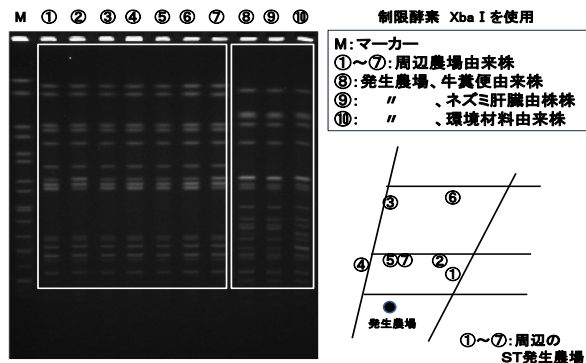 M ① ② ③ ④ ⑤ ⑥ ⑦ ⑧ ⑨ ⑩
制限酵素 XbaⅠを使用
M:マーカー
①~⑦:周辺農場由来株
⑧:発生農場、牛糞便由来株
⑨: 〃 、ネズミ肝臓由株株
⑩: 〃 、環境材料由来株
③ ⑥
④ ⑤⑦ ②
①
発生農場
①~⑦:周辺の
ST発生農場